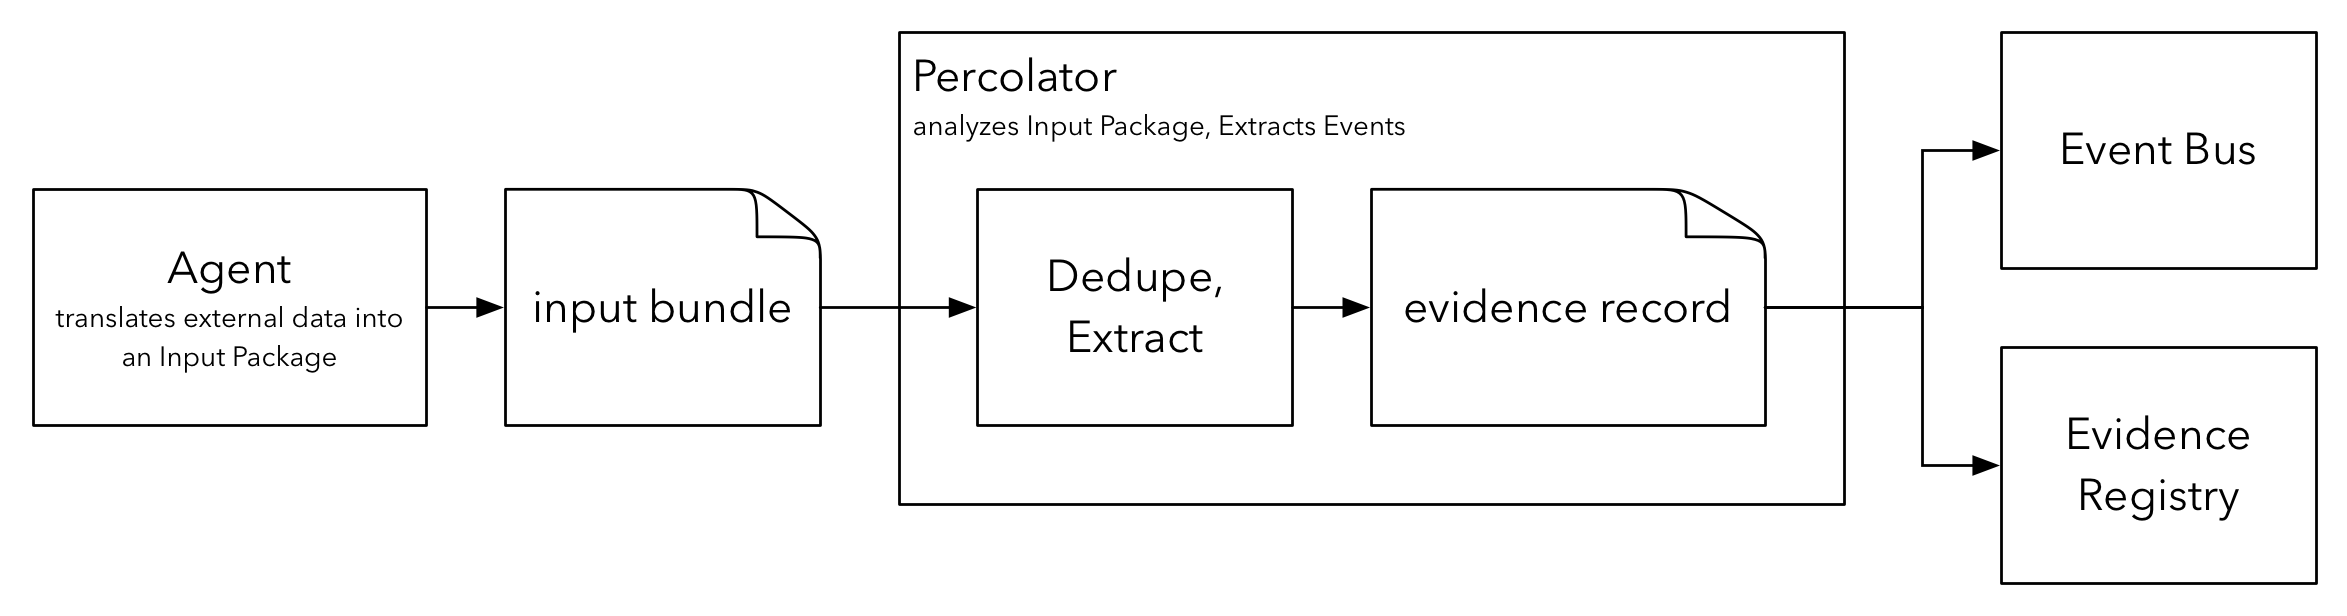 Percolator
analyzes Input Package, Extracts Events
Agent
translates external data into
an Input Package
input bundle
Dedupe,
Extract
evidence record
Event Bus
Evidence
Registry